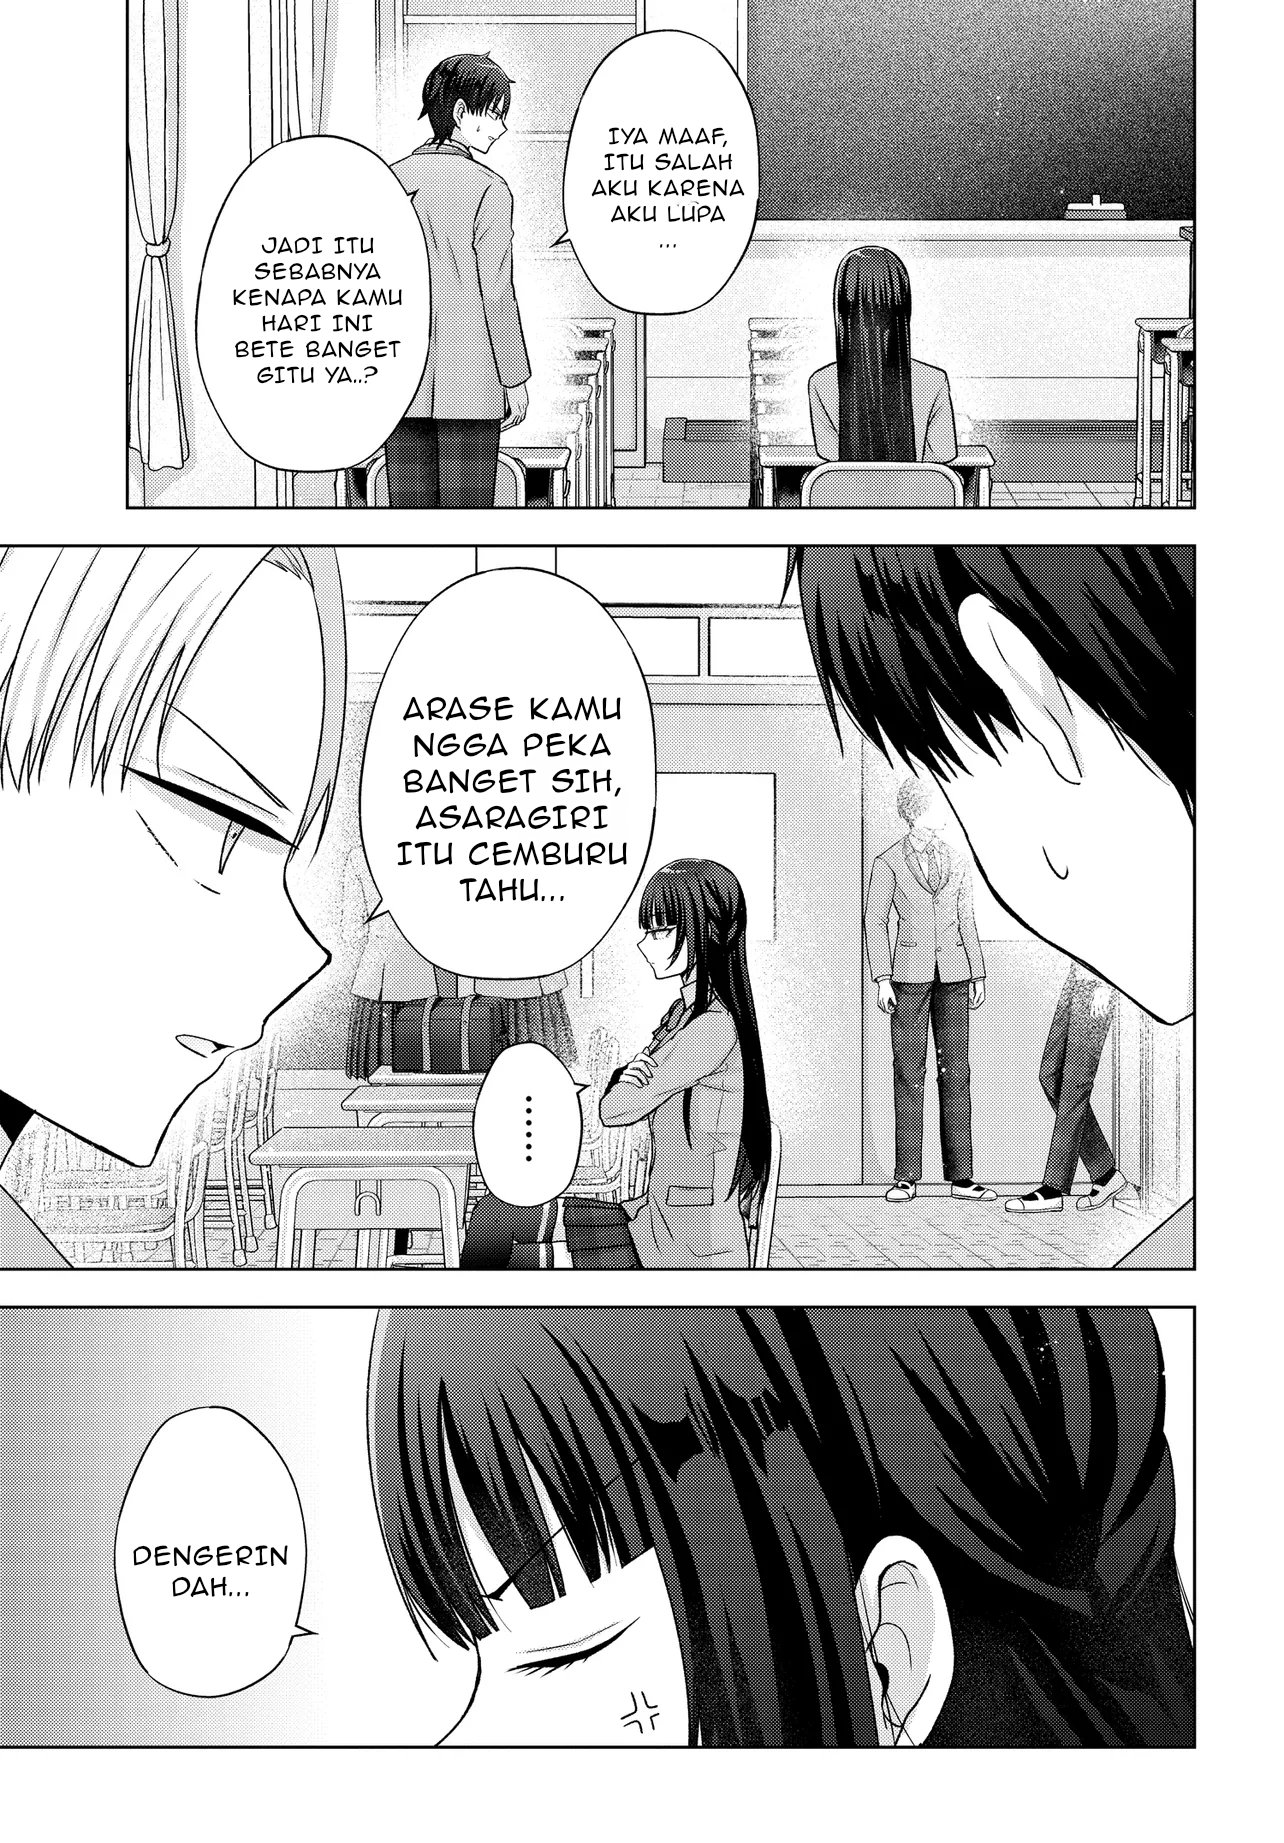 IYA MAAF,
ITU SALAH
AKU KARENA
AKU LUPA
...
JADI ITU
SEBABNYA
KENAPA KAMU
HARI INI
BETE BANGET
GITU YA..?
ARASE KAMU
NGGA PEKA
BANGET SIH,
ASARAGIRI
ITU CEMBURU
TAHU...
......
DENGERIN
DAH...